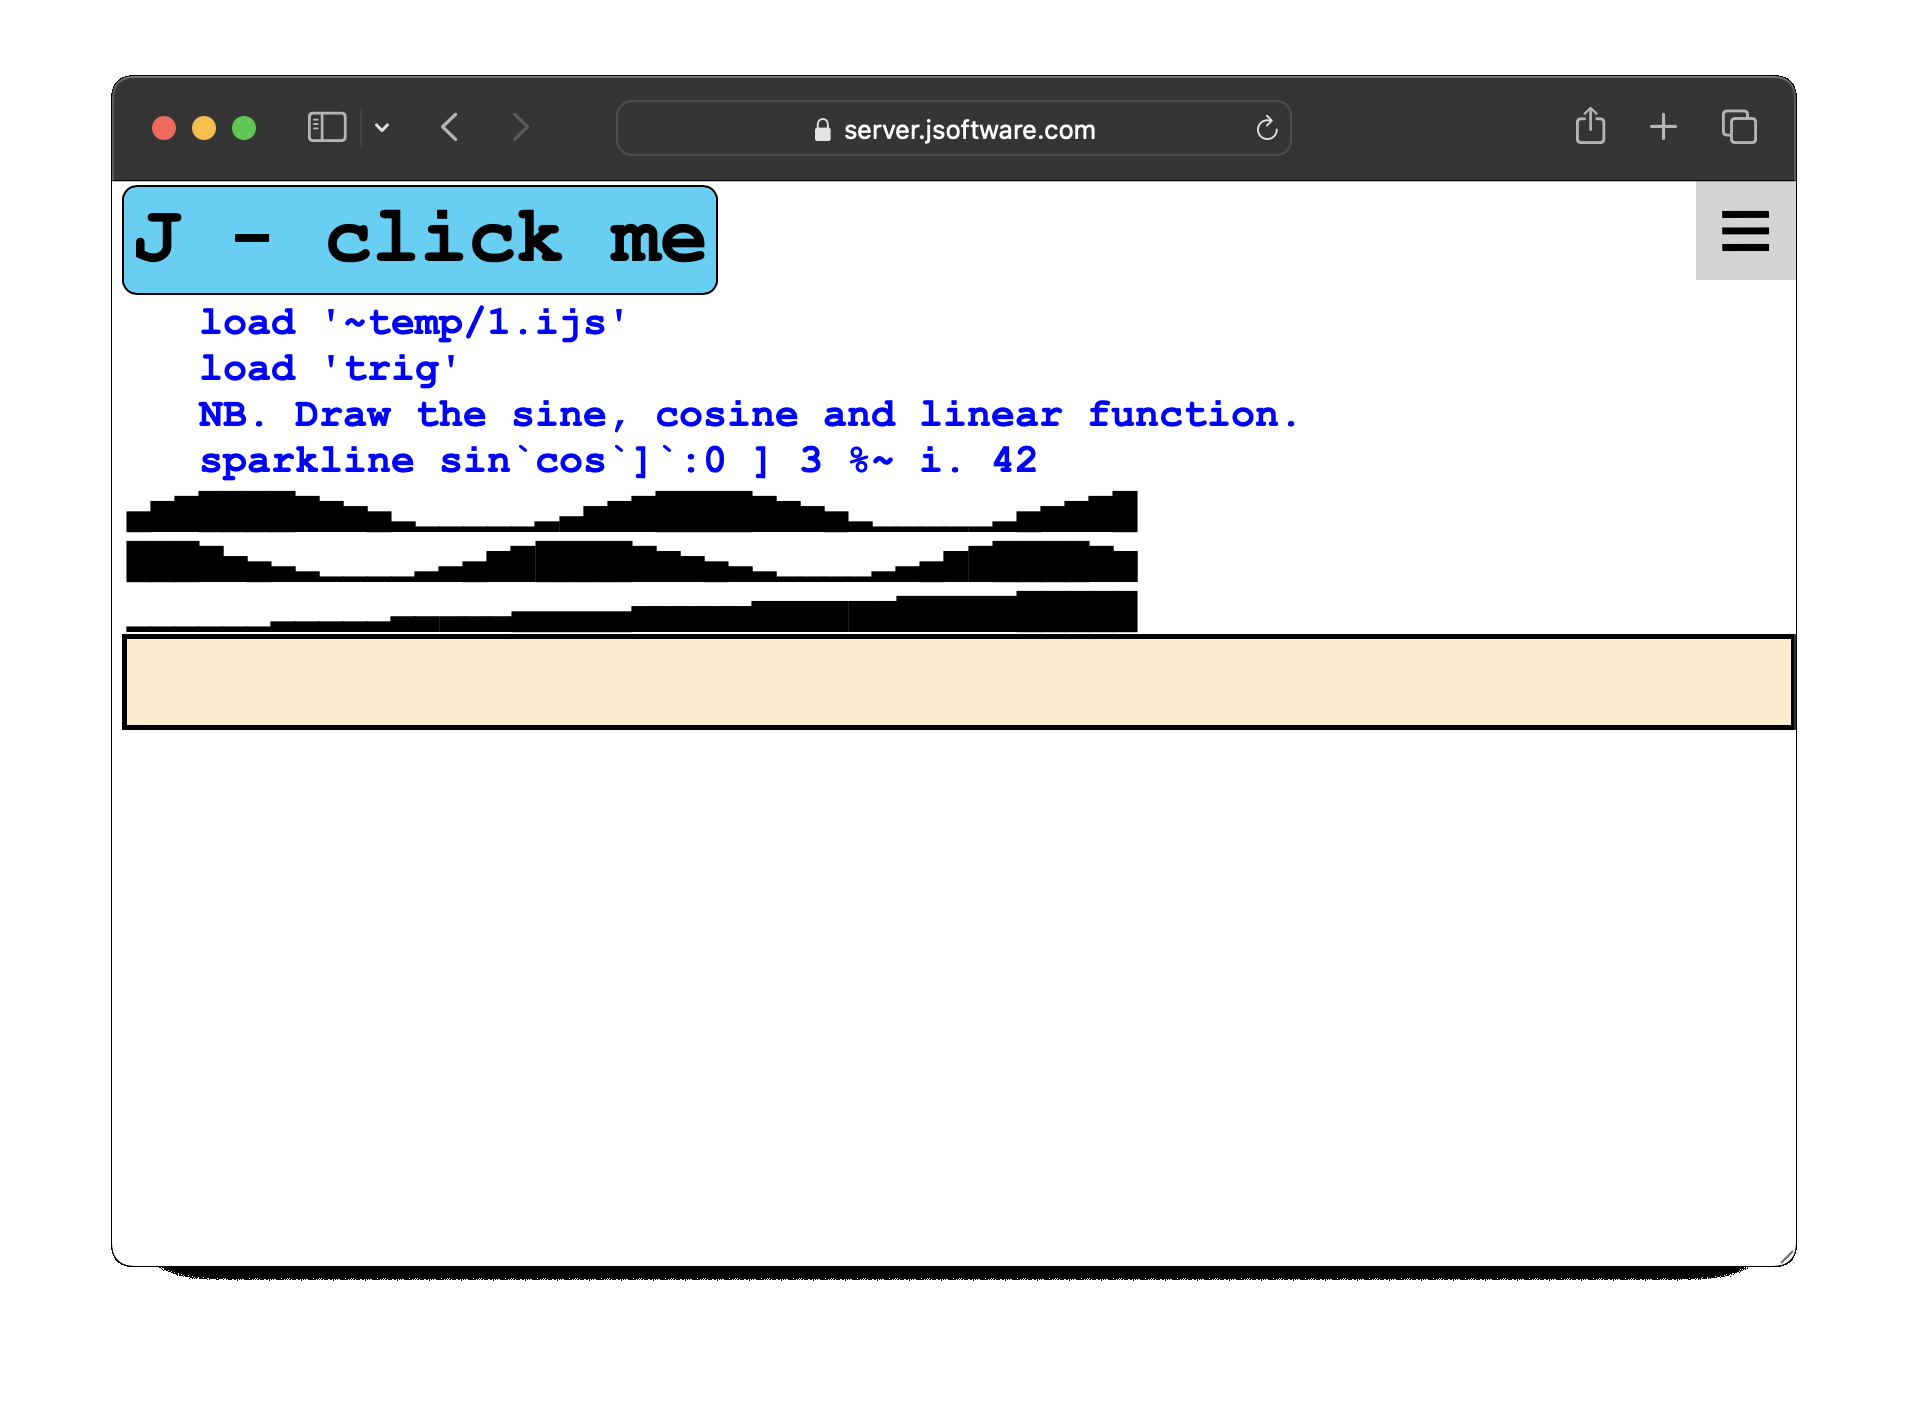 server.jsoftware.com
J - click me
load '~temp/1.ijs'
load 'trig'
NB. Draw the sine, cosine and linear function.
sparkline sin`cos`]`:0 ] 3 %~ i. 42